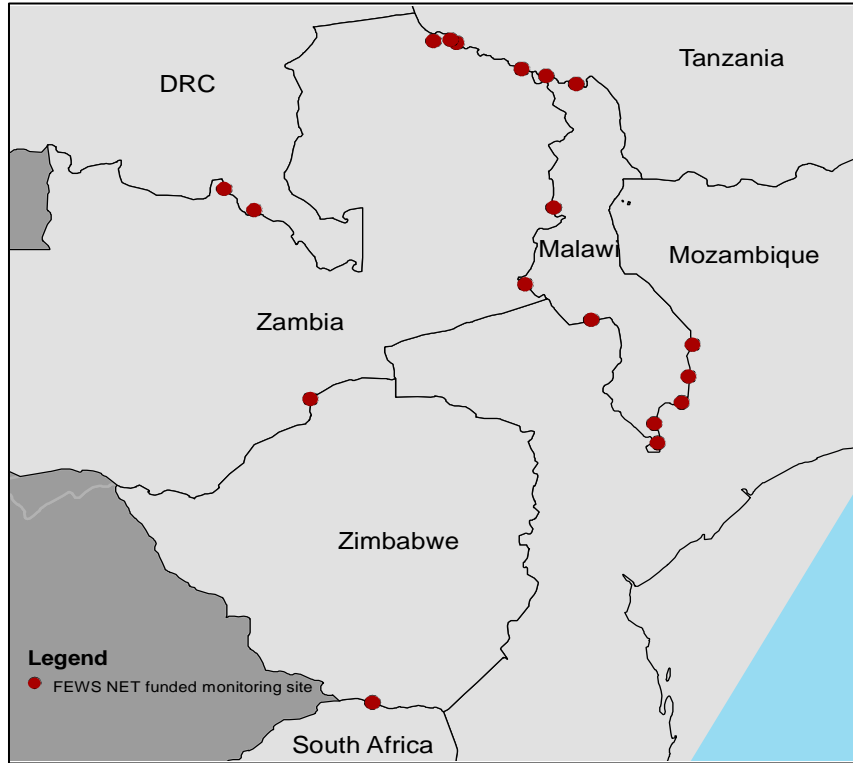 Tanzania
DRC
Malawi
Mozambique
Zambia
Zimbabwe
Legend
FEWS NET funded monitoring site
South Africa